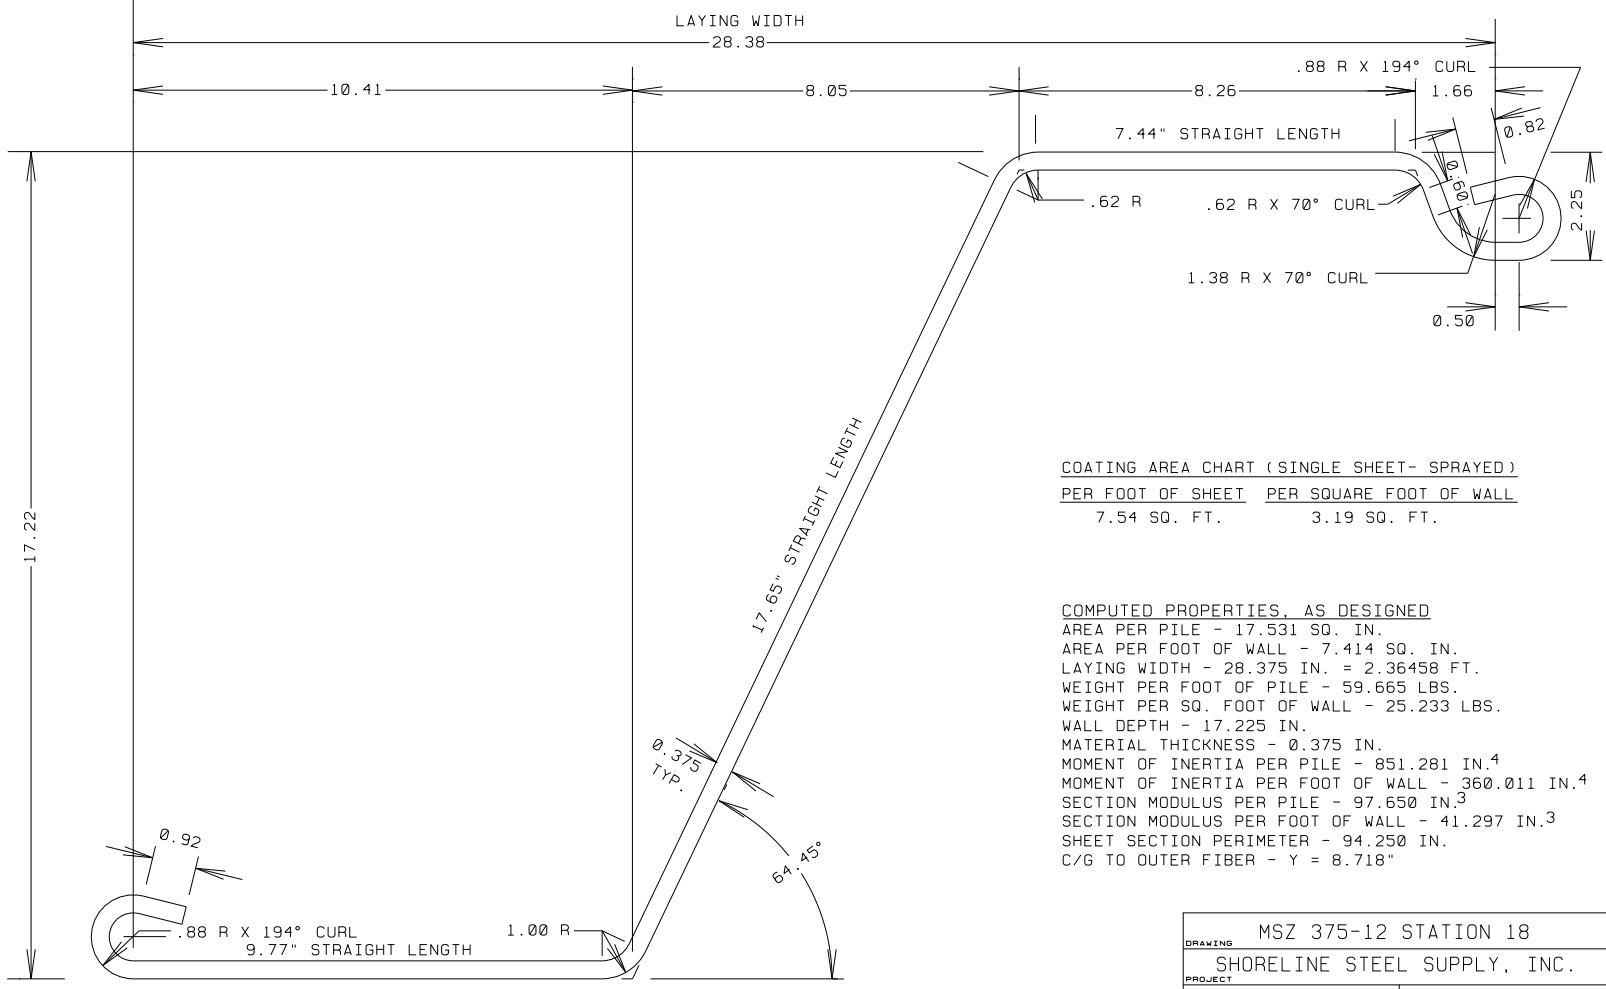 LAYING WIDTH
28.38
.88 R X 194° CURL
10.41
8.05
8.26
1.66
0.82
7.44" STRAIGHT LENGTH
0.60
.62 R
.62 R X 70° CURL
2.25
1.38 R X 70° CURL
0.50
17.22
17.65" STRAIGHT LENGTH
COATING AREA CHART (SINGLE SHEET- SPRAYED)
PER FOOT OF SHEET PER SQUARE FOOT OF WALL
7.54 SQ. FT. 3.19 SQ. FT.
COMPUTED PROPERTIES, AS DESIGNED
AREA PER PILE - 17.531 SQ. IN.
AREA PER FOOT OF WALL - 7.414 SQ. IN.
LAYING WIDTH - 28.375 IN. = 2.36458 FT.
WEIGHT PER FOOT OF PILE - 59.665 LBS.
WEIGHT PER SQ. FOOT OF WALL - 25.233 LBS.
WALL DEPTH - 17.225 IN.
MATERIAL THICKNESS - 0.375 IN.
MOMENT OF INERTIA PER PILE - 851.281 IN.⁴
MOMENT OF INERTIA PER FOOT OF WALL - 360.011 IN.⁴
SECTION MODULUS PER PILE - 97.650 IN.³
SECTION MODULUS PER FOOT OF WALL - 41.297 IN.³
SHEET SECTION PERIMETER - 94.250 IN.
C/G TO OUTER FIBER - Y = 8.718"
0.375
TYP.
64.45°
0.92
.88 R X 194° CURL
9.77" STRAIGHT LENGTH
1.00 R
MSZ 375-12 STATION 18
DRAWING
SHORELINE STEEL SUPPLY, INC.
PROJECT